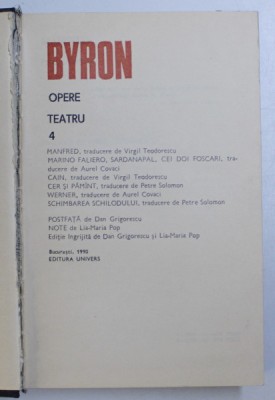 BYRON
OPERE
TEATRU
4
MANFRED, traducere de Virgil Teodorescu
MARINO FALIERO, SARDANAPAL, CEI DOI FOSCARI, tra-
ducere de Aurel Covaci
CAIN, traducere de Virgil Teodorescu
CER ȘI PĂMÎNT, traducere de Petre Solomon
WERNER, traducere de Aurel Covaci
SCHIMBAREA SCHILODULUI, traducere de Petre Solomon
POSTFAȚĂ de Dan Grigorescu
NOTE de Lia-Maria Pop
Ediție îngrijită de Dan Grigorescu și Lia-Maria Pop
București, 1990
EDITURA UNIVERS